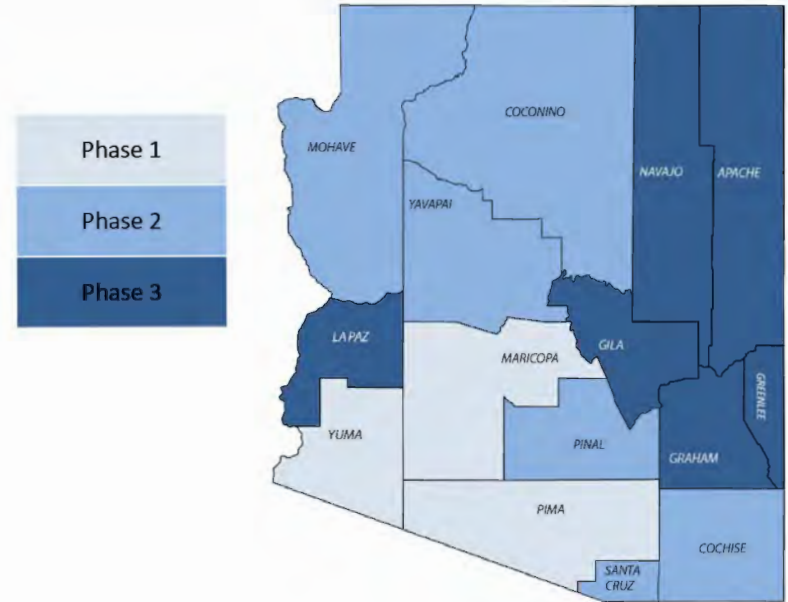 Phase 1
Phase 2
Phase 3
MOHAVE
COCONINO
NAVAJO
APACHE
YAVAPAI
LA PAZ
GILA
MARICOPA
GREENLEE
YUMA
PINAL
GRAHAM
PIMA
COCHISE
SANTA
CRUZ